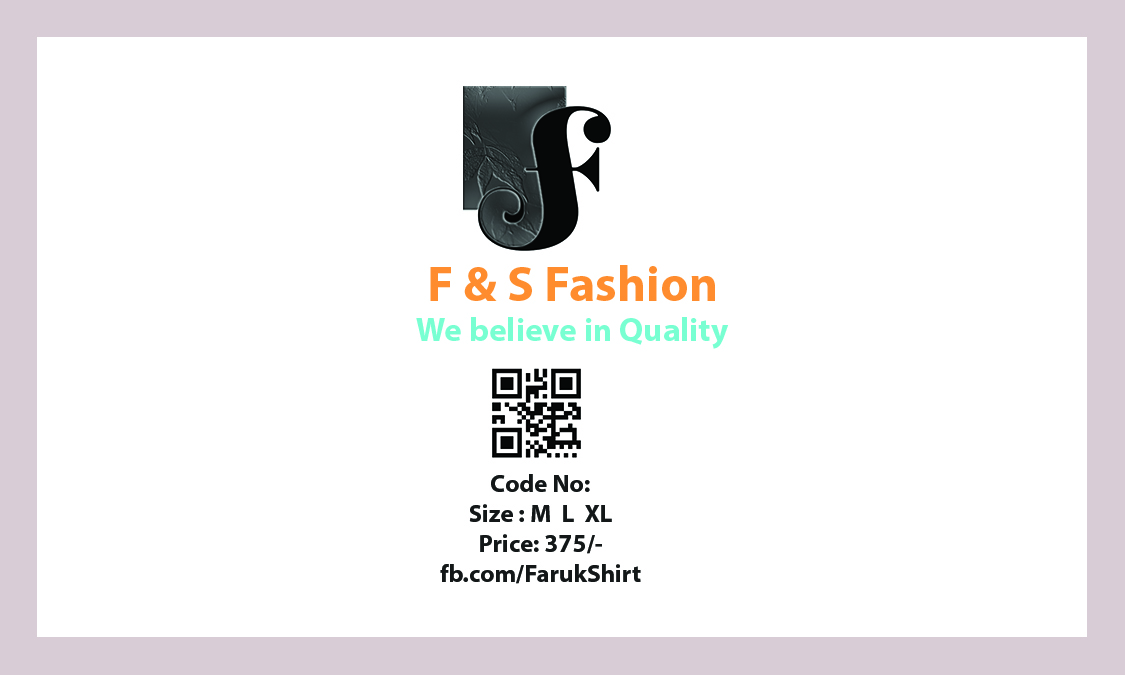 F & S Fashion
We believe in Quality
Code No:
Size : M L XL
Price: 375/-
fb.com/FarukShirt